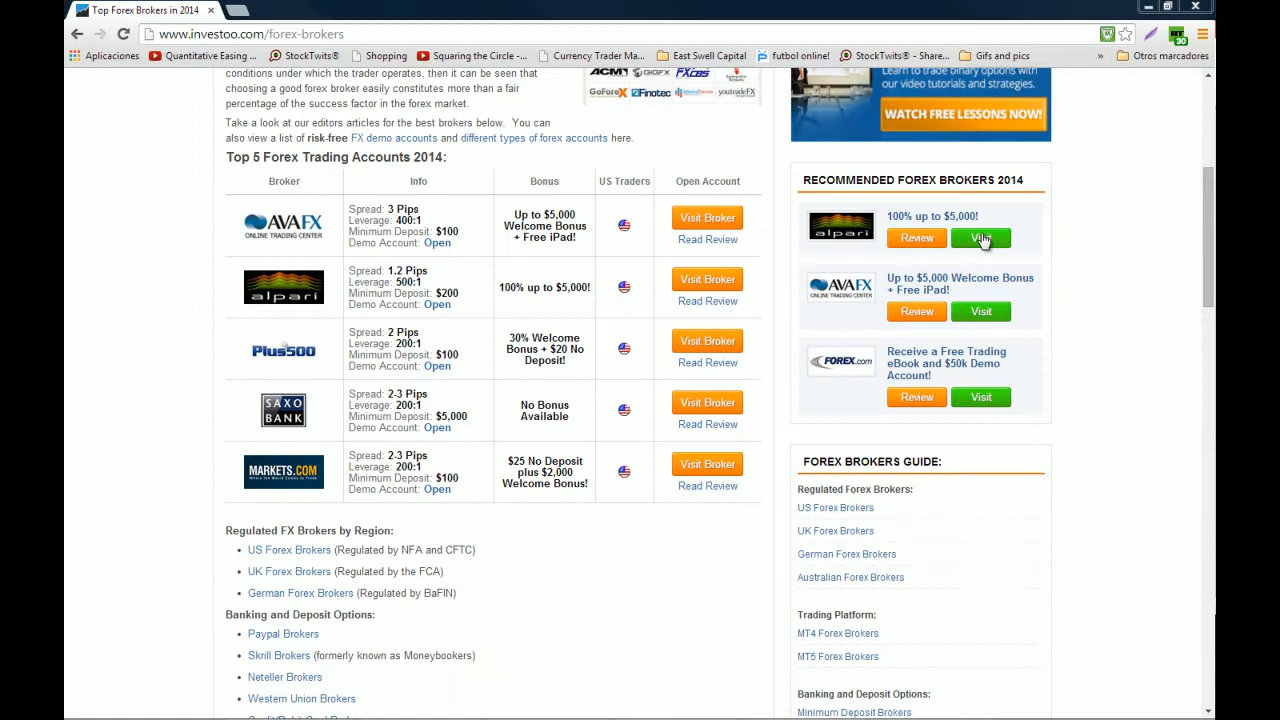 Top Forex Brokers in 2014
www.investoo.com/forex-brokers
Aplicaciones
Quantitative Easing ...
StockTwits®
Shopping
Squaring the Circle -...
Currency Trader Ma...
East Swell Capital
futbol online!
StockTwits® - Share...
Gifs and pics
»
Otros marcadores
30
conditions under which the trader operates, then it can be seen that
choosing a good forex broker easily constitutes more than a fair
percentage of the success factor in the forex market.
ACM
GoForex
Finotec
youtradeFX
Take a look at our editors articles for the best brokers below. You can
also view a list of risk-free FX demo accounts and different types of forex accounts here.
Top 5 Forex Trading Accounts 2014:
Broker Info Bonus US Traders Open Account
AVAFX
ONLINE TRADING CENTER
Spread: 3 Pips
Leverage: 400:1
Minimum Deposit: $100
Demo Account: Open
Up to $5,000
Welcome Bonus
+ Free iPad!
Visit Broker
Read Review
alpari
Spread: 1.2 Pips
Leverage: 500:1
Minimum Deposit: $200
Demo Account: Open
100% up to $5,000!
Visit Broker
Read Review
Plus500
Spread: 2 Pips
Leverage: 200:1
Minimum Deposit: $100
Demo Account: Open
30% Welcome
Bonus + $20 No
Deposit!
Visit Broker
Read Review
SAXO
BANK
Spread: 2-3 Pips
Leverage: 200:1
Minimum Deposit: $5,000
Demo Account: Open
No Bonus
Available
Visit Broker
Read Review
MARKETS.COM
Where the World Comes to Trade
Spread: 2-3 Pips
Leverage: 200:1
Minimum Deposit: $100
Demo Account: Open
$25 No Deposit
plus $2,000
Welcome Bonus!
Visit Broker
Read Review
Regulated FX Brokers by Region:
• US Forex Brokers (Regulated by NFA and CFTC)
• UK Forex Brokers (Regulated by the FCA)
• German Forex Brokers (Regulated by BaFIN)
Banking and Deposit Options:
• Paypal Brokers
• Skrill Brokers (formerly known as Moneybookers)
• Neteller Brokers
• Western Union Brokers
Learn to trade binary options with
our video tutorials and strategies.
WATCH FREE LESSONS NOW!
RECOMMENDED FOREX BROKERS 2014
alpari
100% up to $5,000!
Review
AVAFX
ONLINE TRADING CENTER
Up to $5,000 Welcome Bonus
+ Free iPad!
Review Visit
FOREX.com
Receive a Free Trading
eBook and $50k Demo
Account!
Review Visit
FOREX BROKERS GUIDE:
Regulated Forex Brokers:
US Forex Brokers
UK Forex Brokers
German Forex Brokers
Australian Forex Brokers
Trading Platform:
MT4 Forex Brokers
MT5 Forex Brokers
Banking and Deposit Options:
Minimum Deposit Brokers